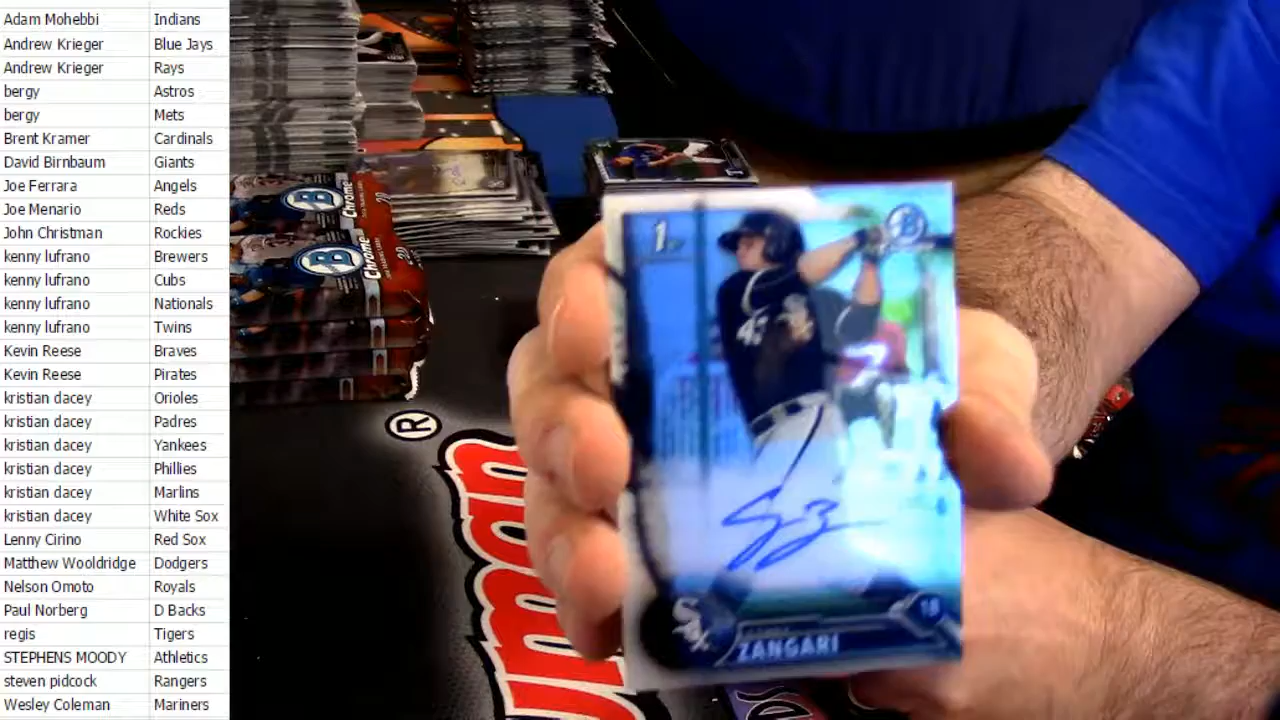 Adam Mohebbi Indians
Andrew Krieger Blue Jays
Andrew Krieger Rays
bergy Astros
bergy Mets
Brent Kramer Cardinals
David Birnbaum Giants
Joe Ferrara Angels
Joe Menario Reds
John Christman Rockies
kenny lufrano Brewers
kenny lufrano Cubs
kenny lufrano Nationals
kenny lufrano Twins
Kevin Reese Braves
Kevin Reese Pirates
kristian dacey Orioles
kristian dacey Padres
kristian dacey Yankees
kristian dacey Phillies
kristian dacey Marlins
kristian dacey White Sox
Lenny Cirino Red Sox
Matthew Wooldridge Dodgers
Nelson Omoto Royals
Paul Norberg D Backs
regis Tigers
STEPHENS MOODY Athletics
steven pidcock Rangers
Wesley Coleman Mariners
B Chrome
B Chrome
®
1st
B
Sox
1B
ZANGARI